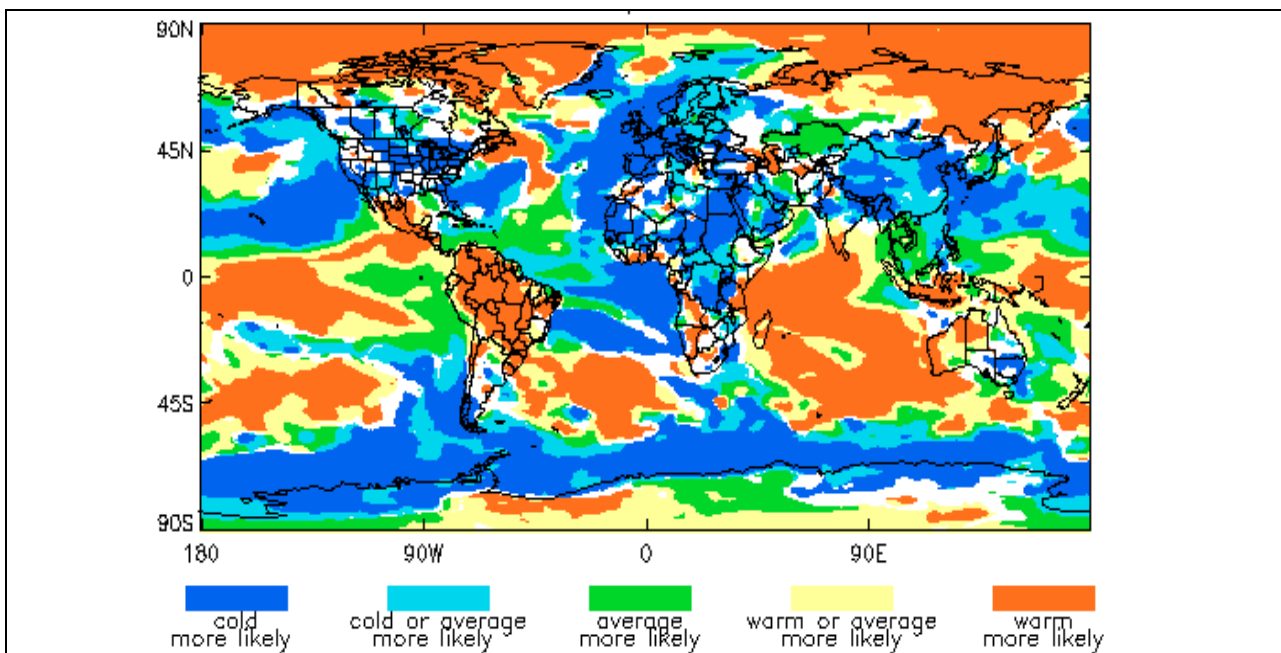 90N
45N
0
45S
90S
180 90W 0 90E
cold cold or average average warm or average warm
more likely more likely more likely more likely more likely